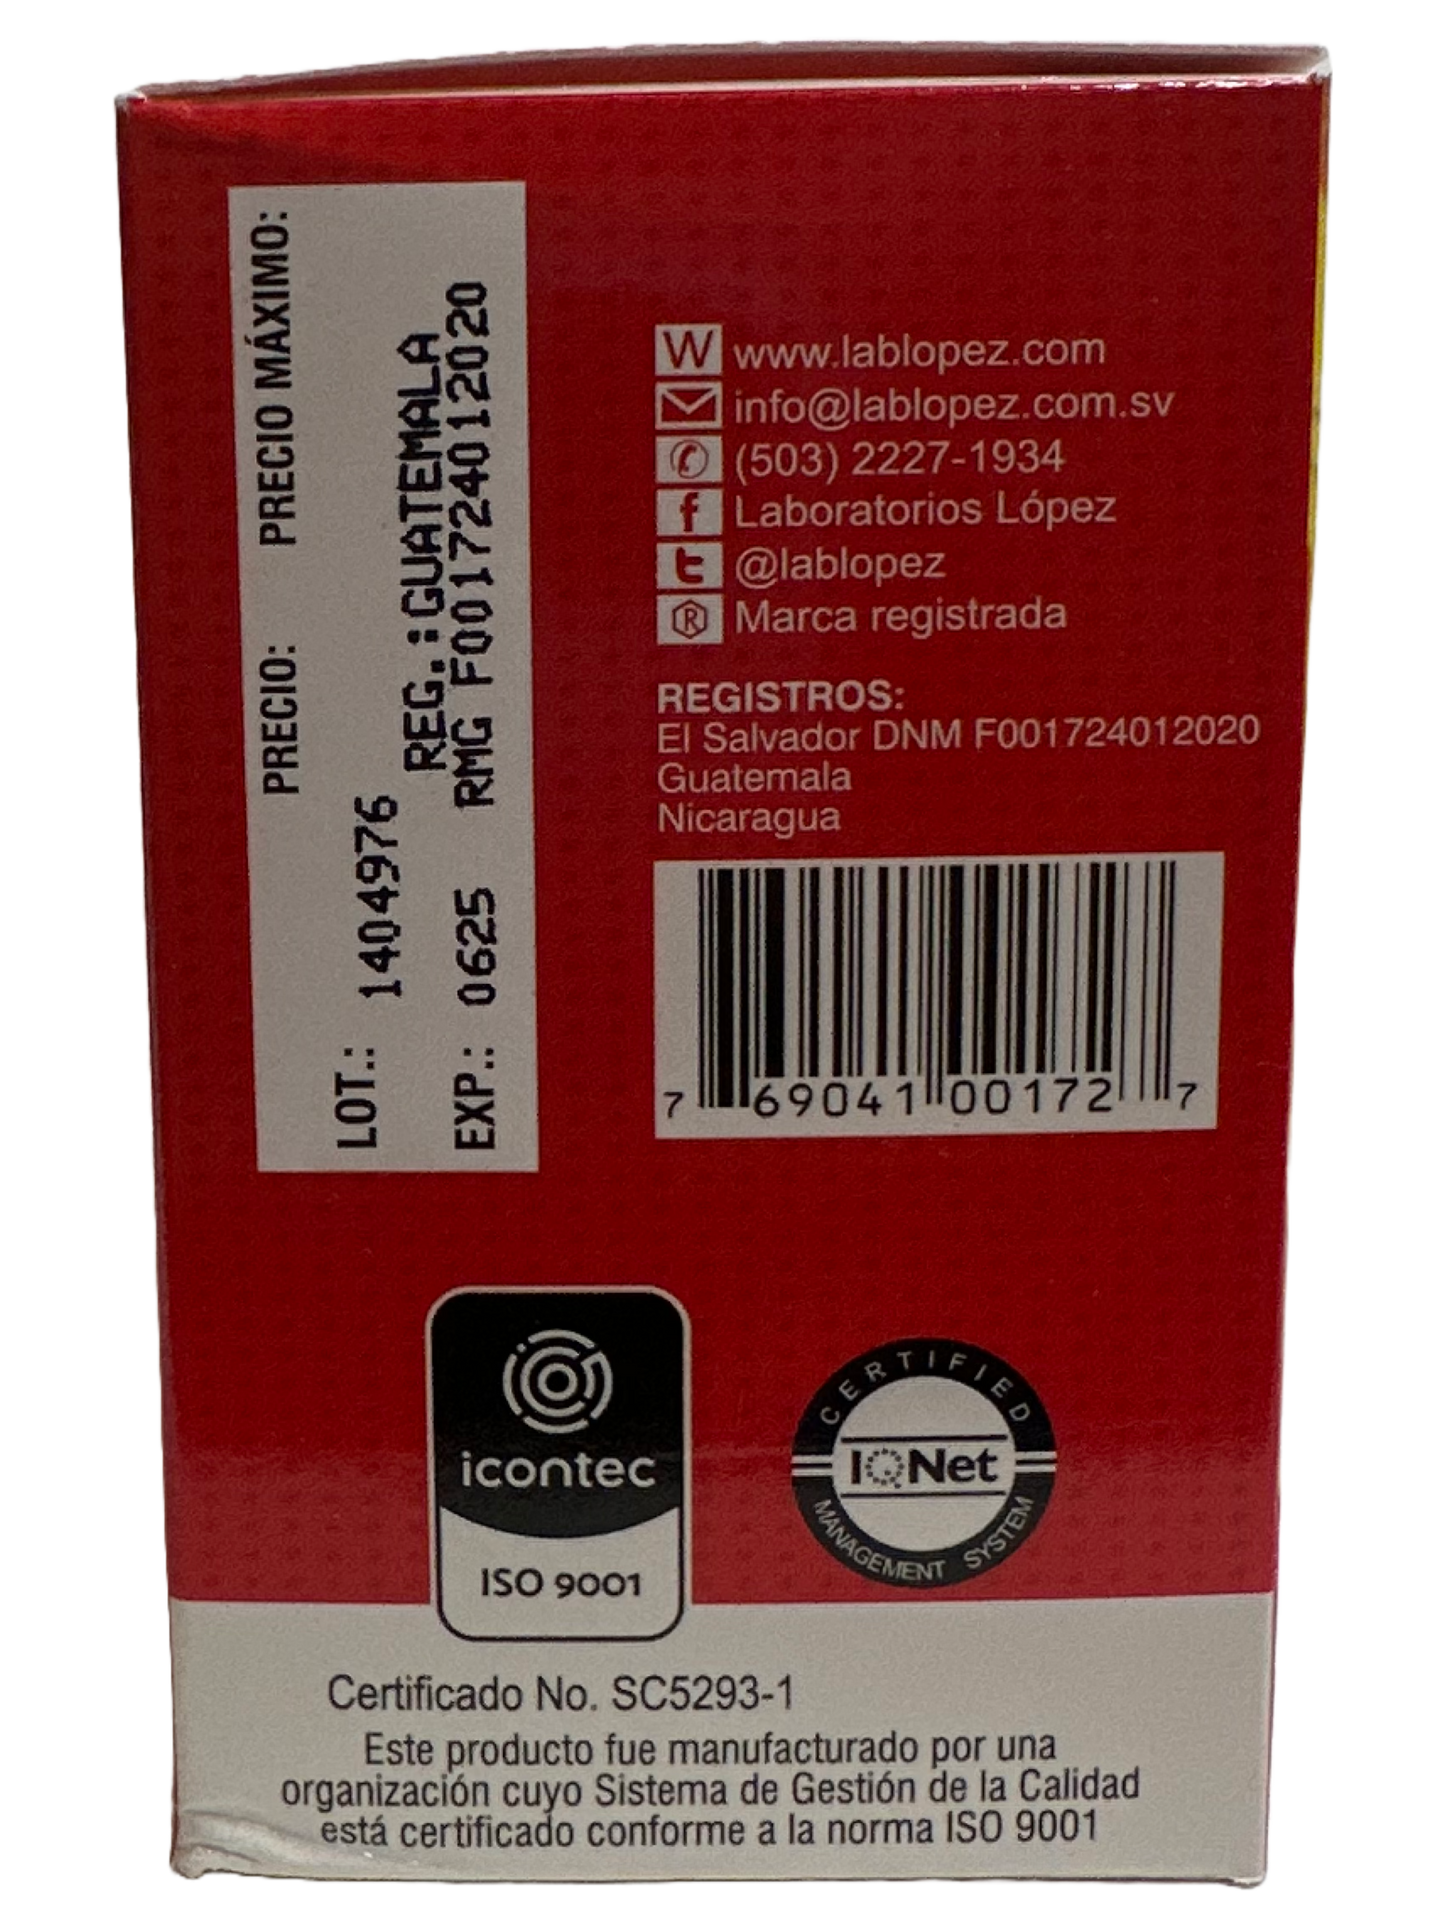 PRECIO: PRECIO MÁXIMO:
LOT.: 1404976
REG.:GUATEMALA
EXP.: 0625 RMG F001724012020
W www.lablopez.com
info@lablopez.com.sv
(503) 2227-1934
f Laboratorios López
t @lablopez
® Marca registrada
REGISTROS:
El Salvador DNM F001724012020
Guatemala
Nicaragua
7 69041 00172 7
icontec
ISO 9001
CERTIFIED
IQNet
MANAGEMENT SYSTEM
Certificado No. SC5293-1
Este producto fue manufacturado por una
organización cuyo Sistema de Gestión de la Calidad
está certificado conforme a la norma ISO 9001